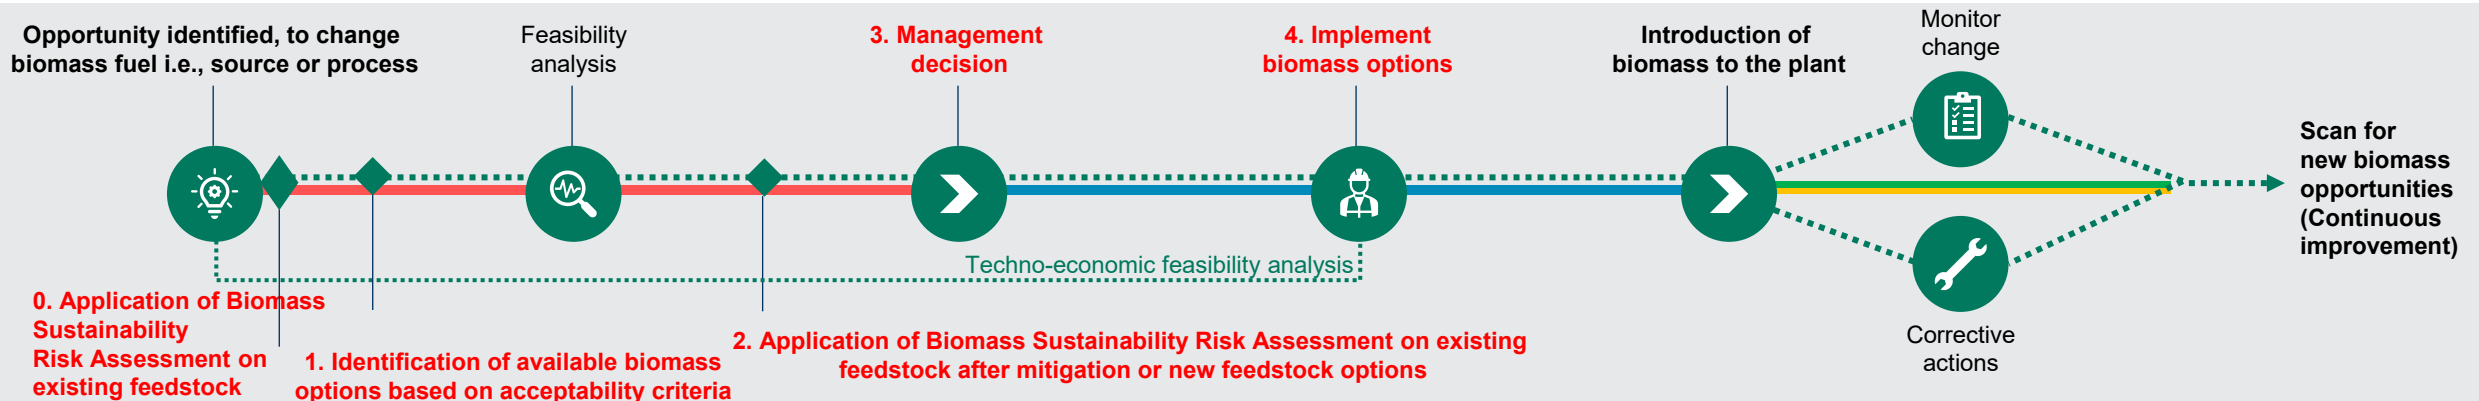 Opportunity identified, to change
biomass fuel i.e., source or process
Feasibility
analysis
3. Management
decision
4. Implement
biomass options
Introduction of
biomass to the plant
Monitor
change
Scan for
new biomass
opportunities
(Continuous
improvement)
Techno-economic feasibility analysis
0. Application of Biomass
Sustainability
Risk Assessment on
existing feedstock
1. Identification of available biomass
options based on acceptability criteria
2. Application of Biomass Sustainability Risk Assessment on existing
feedstock after mitigation or new feedstock options
Corrective
actions